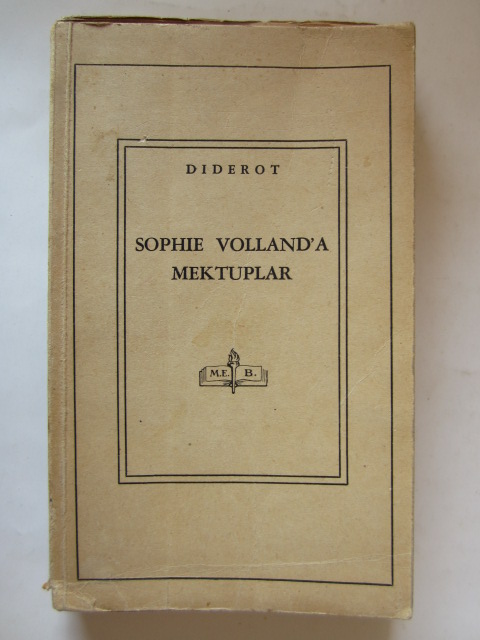 DIDEROT
SOPHIE VOLLAND'A
MEKTUPLAR
M.E. B.